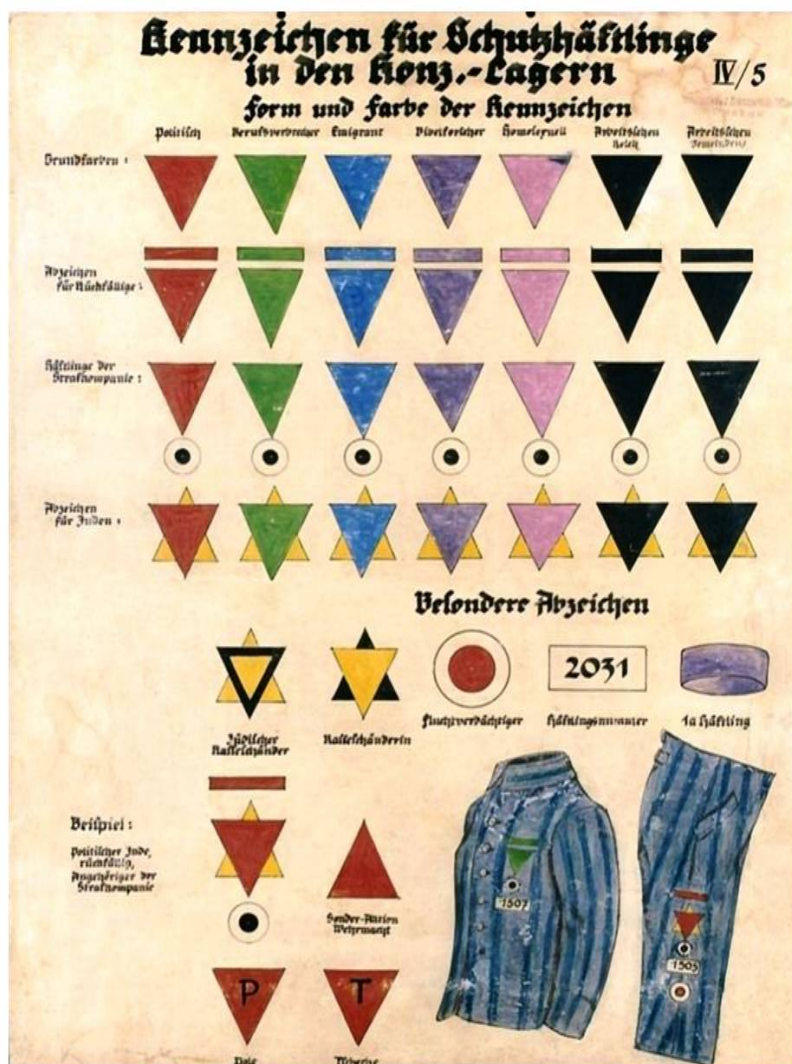 Kennzeichen für Schutzhäftlinge
in den Konz.-Lagern
IV/5
Form und Farbe der Kennzeichen
Politisch Berufsverbrecher Emigrant Bibelforscher Homosexuell Arbeitsscheu Reich Arbeitsscheu Gemeinden
Grundfarben:
Abzeichen
für Rückfällige:
Häftlinge der
Strafkompanie:
Abzeichen
für Juden:
Besondere Abzeichen
2031
Jüdischer
Rasseschänder
Rasseschänderin
Fluchtverdächtiger
Häftlingsnummer
1a Häftling
Beispiel:
Politischer Jude,
rückfällig,
Angehöriger der
Strafkompanie
Sonder-Aktion
Wehrmacht
1507
1505
P
T
Pole
Tscheche